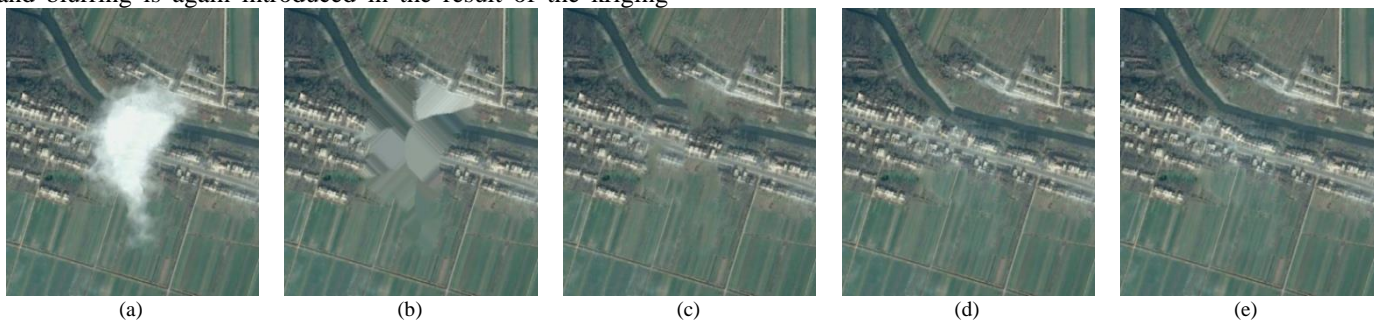 and blurring is again introduced in the result of the kriging
(a) (b) (c) (d) (e)